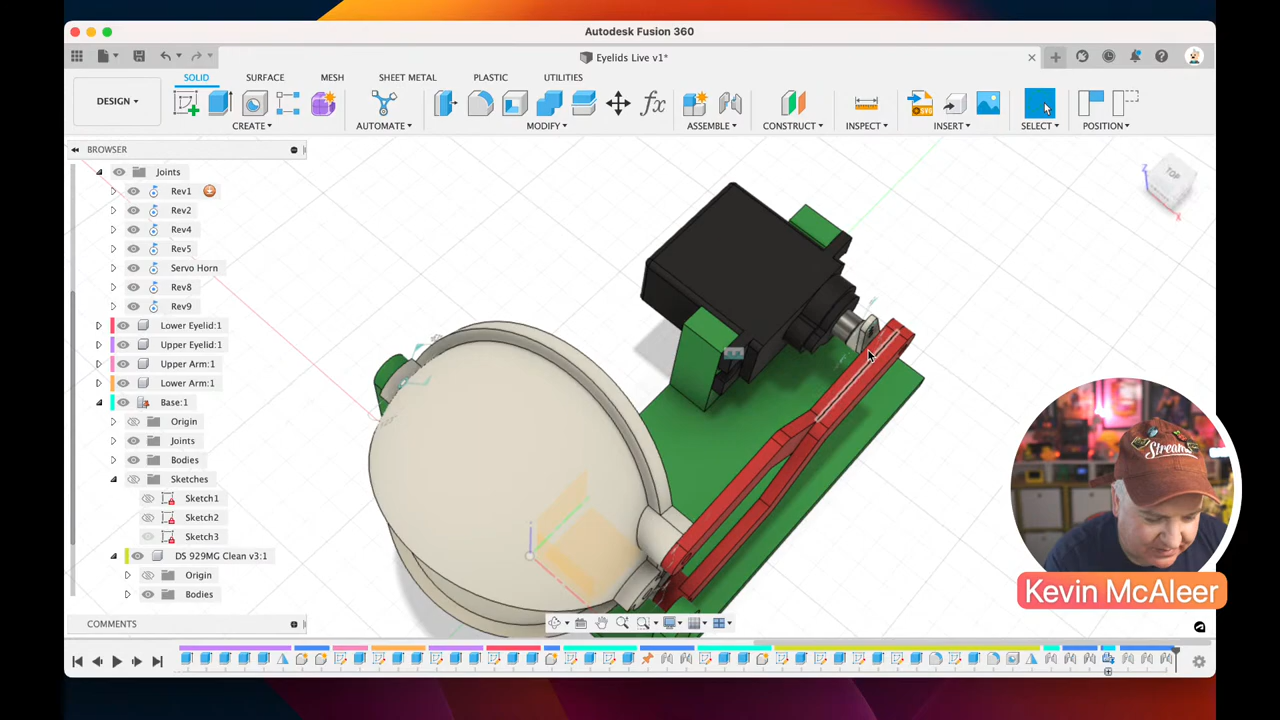 Autodesk Fusion 360
Eyelids Live v1*
DESIGN
SOLID
SURFACE
MESH
SHEET METAL
PLASTIC
UTILITIES
CREATE
AUTOMATE
MODIFY
ASSEMBLE
CONSTRUCT
INSPECT
INSERT
SELECT
POSITION
fx
BROWSER
Joints
Rev1
Rev2
Rev4
Rev5
Servo Horn
Rev8
Rev9
Lower Eyelid:1
Upper Eyelid:1
Upper Arm:1
Lower Arm:1
Base:1
Origin
Joints
Bodies
Sketches
Sketch1
Sketch2
Sketch3
DS 929MG Clean v3:1
Origin
Bodies
COMMENTS
TOP
Z
X
Streams
Kevin McAleer